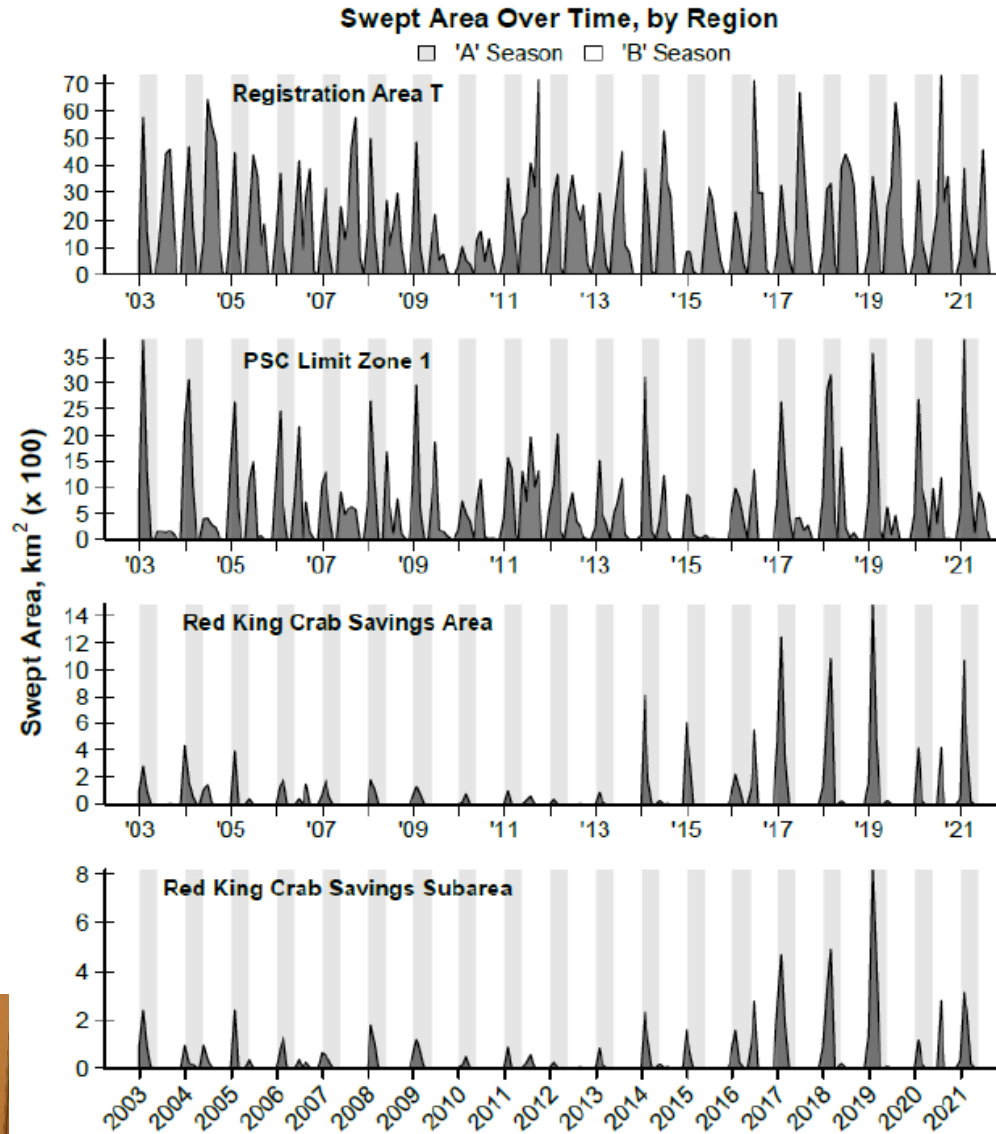 Swept Area Over Time, by Region
'A' Season 'B' Season
Registration Area T
70
60
50
40
30
20
10
0
'03 '05 '07 '09 '11 '13 '15 '17 '19 '21
PSC Limit Zone 1
35
30
25
20
15
10
5
0
'03 '05 '07 '09 '11 '13 '15 '17 '19 '21
Swept Area, km² (x 100)
Red King Crab Savings Area
14
12
10
8
6
4
2
0
'03 '05 '07 '09 '11 '13 '15 '17 '19 '21
Red King Crab Savings Subarea
8
6
4
2
0
2003 2004 2005 2006 2007 2008 2009 2010 2011 2012 2013 2014 2015 2016 2017 2018 2019 2020 2021